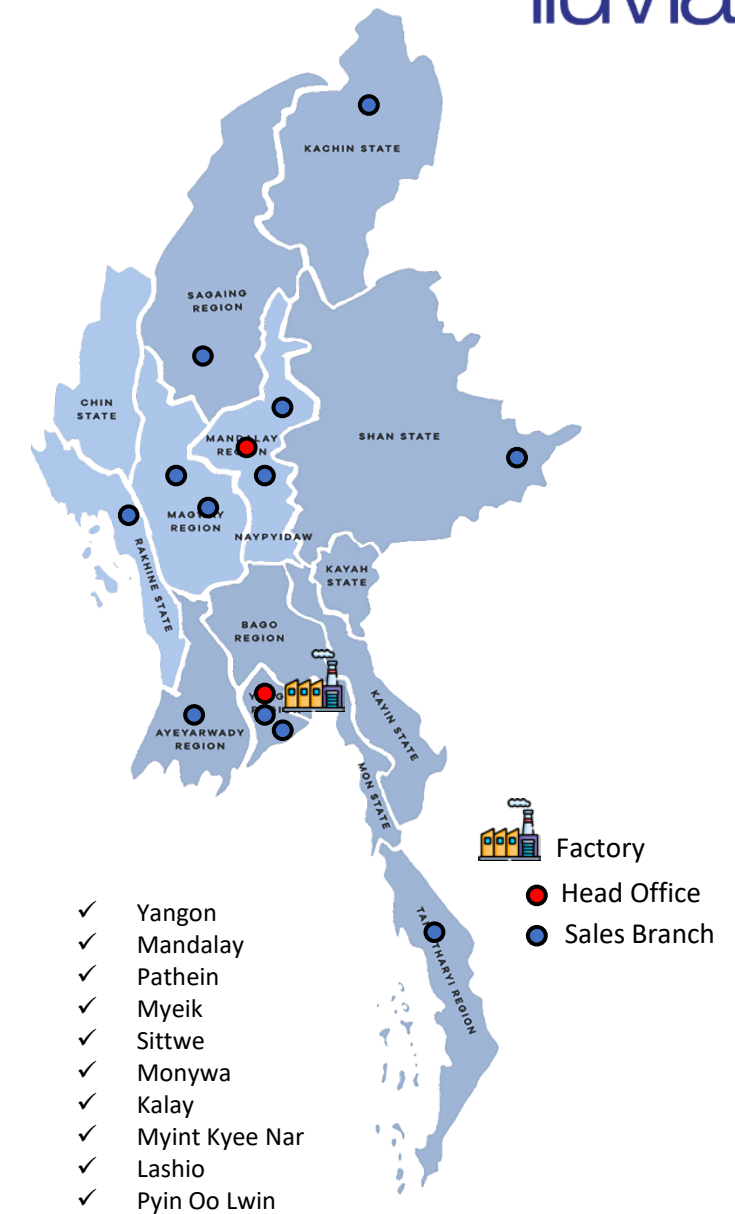 KACHIN STATE
SAGAING
REGION
CHIN
STATE
MANDALAY
REGION
SHAN STATE
MAGWAY
REGION
NAYPYIDAW
RAKHINE STATE
KAYAH
STATE
BAGO
REGION
KAYIN STATE
AYEYARWADY
REGION
MON STATE
Factory
Head Office
Sales Branch
REGION
Yangon
Mandalay
Pathein
Myeik
Sittwe
Monywa
Kalay
Myint Kyee Nar
Lashio
Pyin Oo Lwin